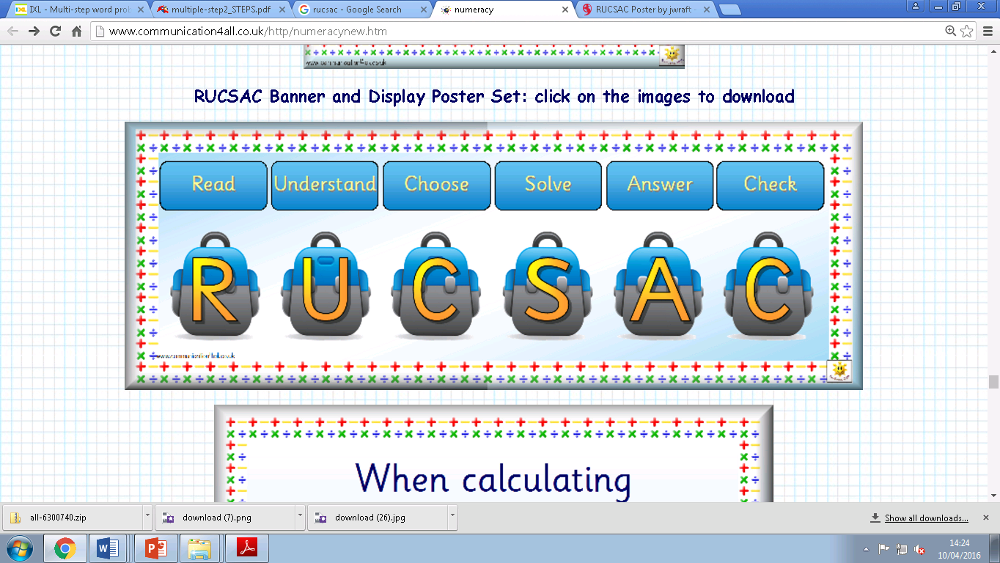 IXL - Multi-step word prob
multiple-step2_STEPS.pdf
rucsac - Google Search
numeracy
RUCSAC Poster by jwraft -
www.communication4all.co.uk/http/numeracynew.htm
www.communication4all.co.uk
RUCSAC Banner and Display Poster Set: click on the images to download
Read Understand Choose Solve Answer Check
R U C S A C
www.communication4all.co.uk
When calculating
all-6300740.zip
download (7).png
download (26).jpg
Show all downloads...
14:24
10/04/2016